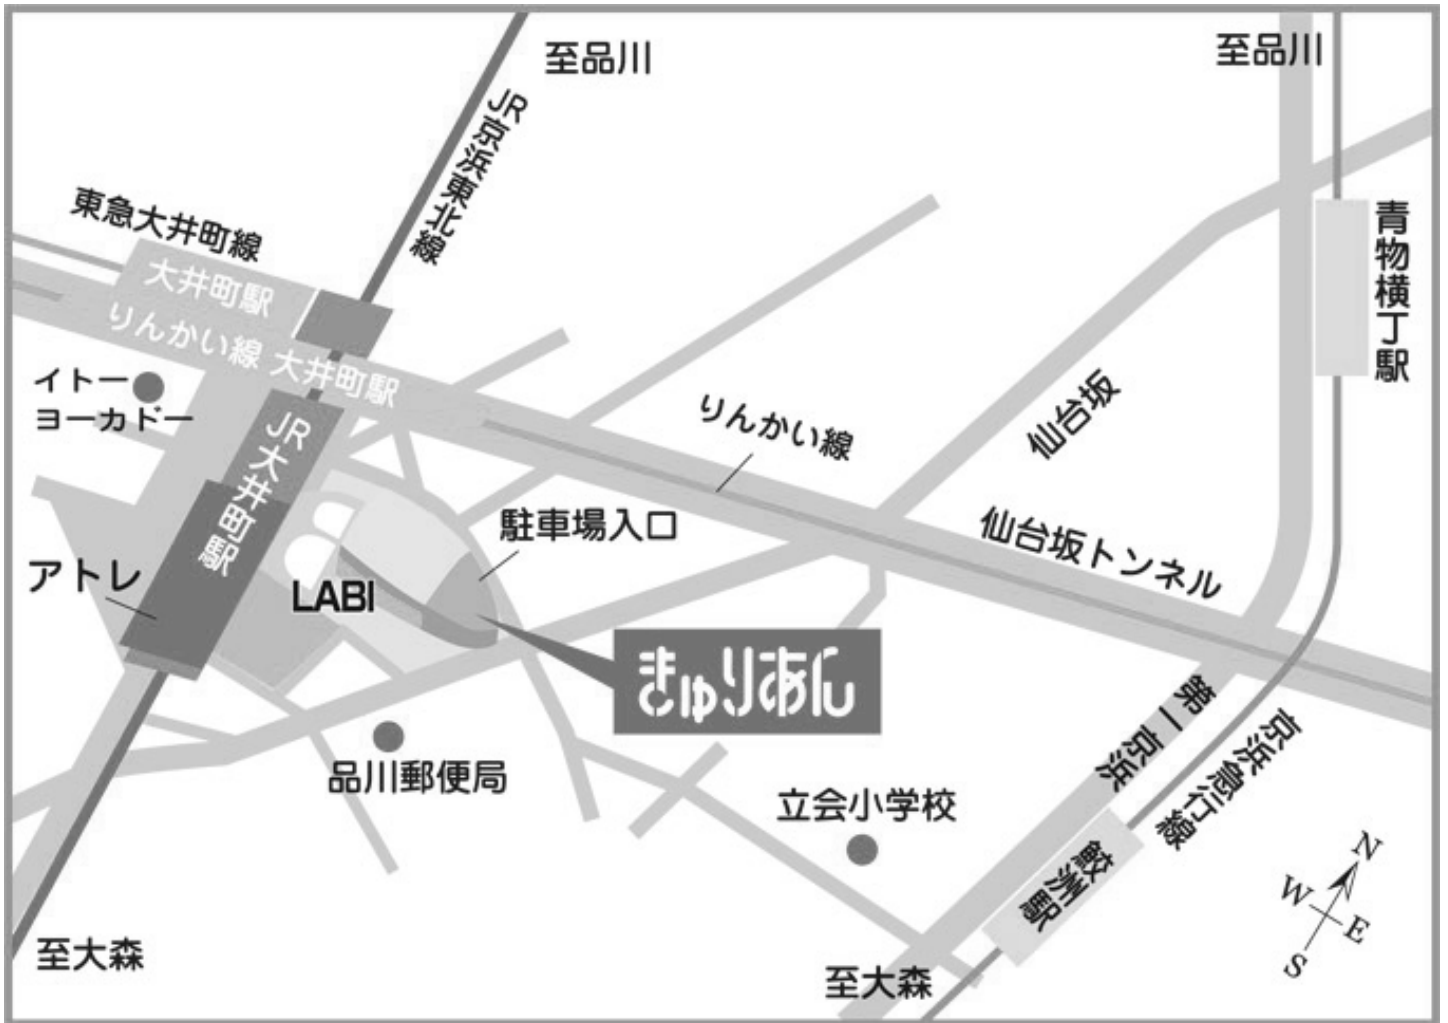 至品川
至品川
JR京浜東北線
東急大井町線
大井町駅
りんかい線 大井町駅
青物横丁駅
イトー
ヨーカドー
JR大井町駅
りんかい線
仙台坂
駐車場入口
仙台坂トンネル
アトレ
LABI
きゅりあん
第一京浜
京浜急行線
品川郵便局
立会小学校
鮫洲駅
N
W
E
S
至大森
至大森